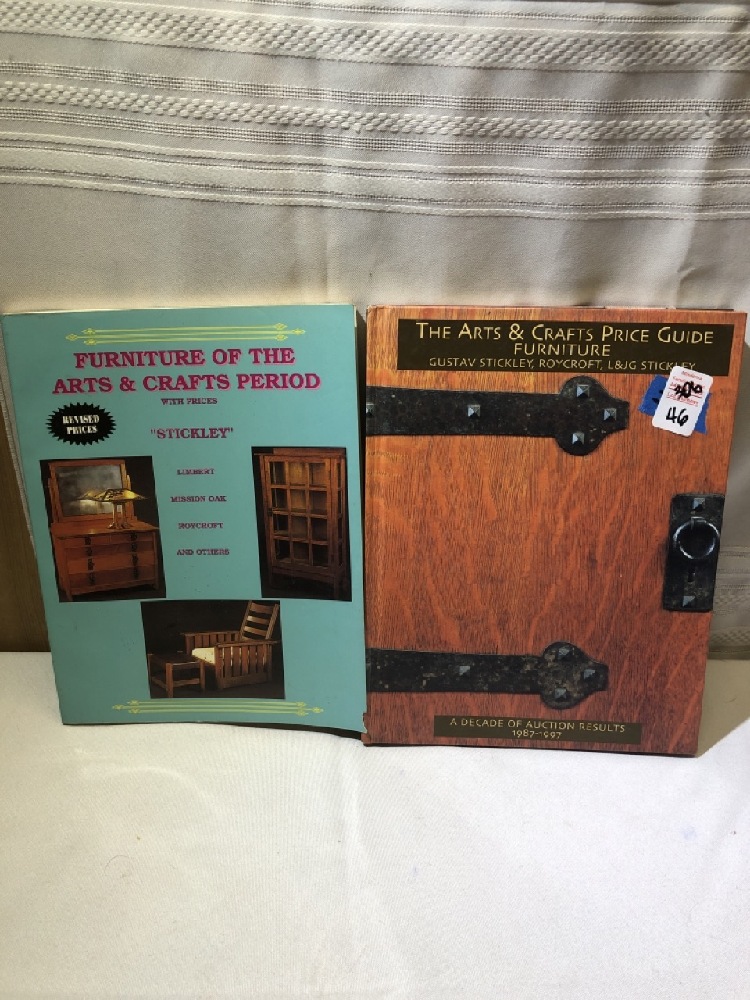 FURNITURE OF THE
ARTS & CRAFTS PERIOD
WITH PRICES
REVISED
PRICES
"STICKLEY"
LIMBERT
MISSION OAK
ROYCROFT
AND OTHERS
THE ARTS & CRAFTS PRICE GUIDE
FURNITURE
GUSTAV STICKLEY, ROYCROFT, L&JG STICKLEY
46
A DECADE OF AUCTION RESULTS
1987-1997